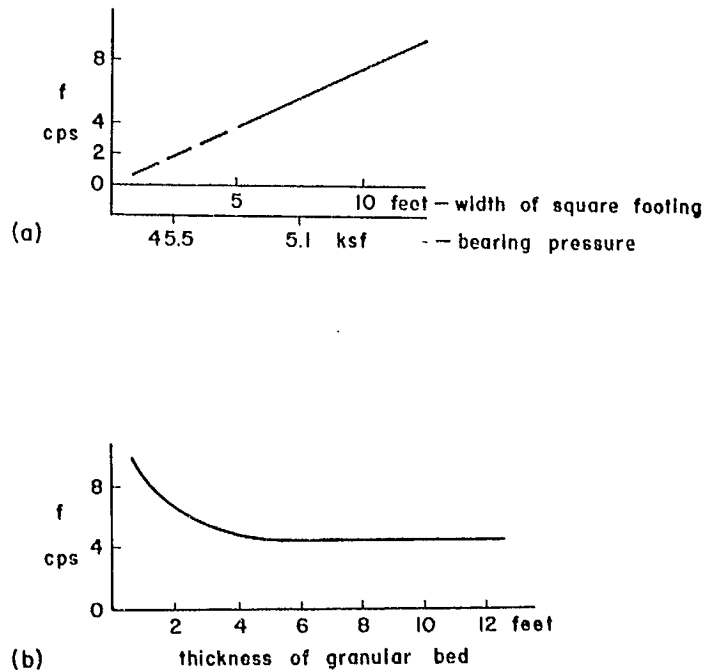 8
f
cps
4
2
0
5
10
feet — width of square footing
(a)
45.5
5.1 ksf
- — bearing pressure
8
f
4
cps
0
2
4
6
8
10
12 feet
(b)
thickness of granular bed